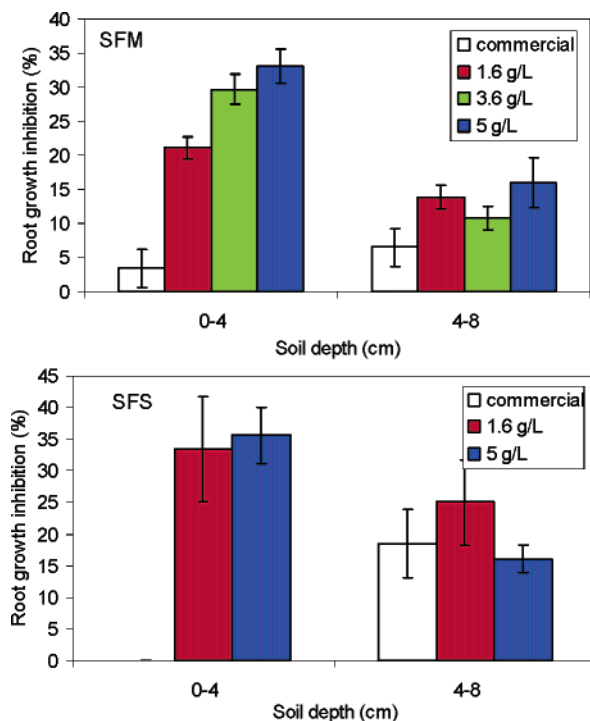 SFM
Root growth inhibition (%)
40
35
30
25
20
15
10
5
0
commercial
1.6 g/L
3.6 g/L
5 g/L
0-4
4-8
Soil depth (cm)
SFS
Root growth inhibition (%)
45
40
35
30
25
20
15
10
5
0
commercial
1.6 g/L
5 g/L
0-4
4-8
Soil depth (cm)